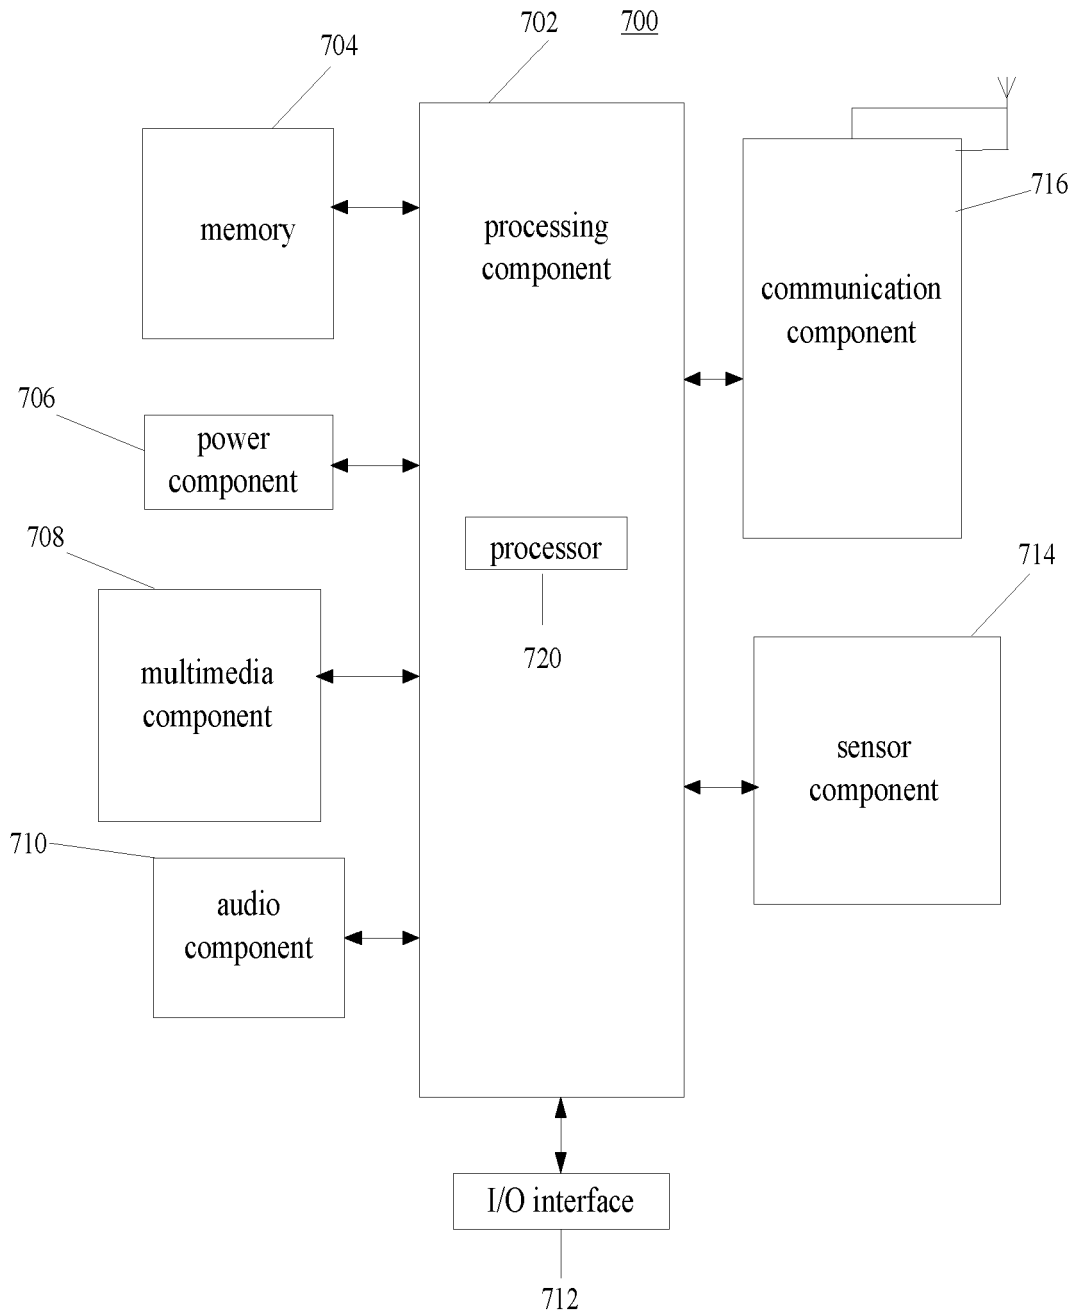 702
700
704
716
memory
processing
component
communication
component
706
power
component
708
processor
714
720
multimedia
component
sensor
component
710
audio
component
I/O interface
712